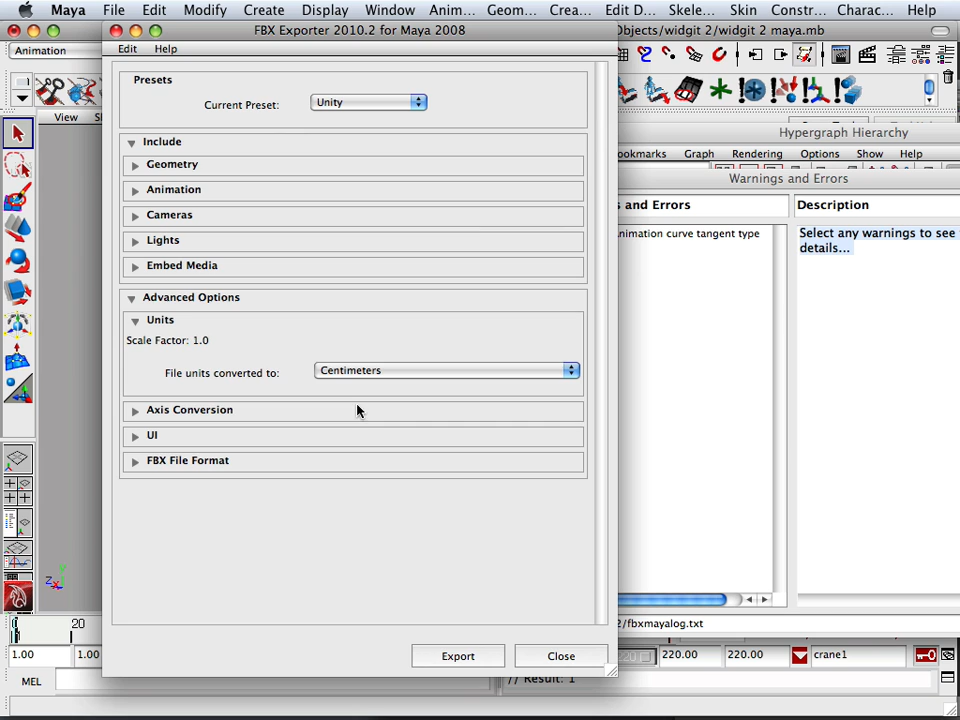 Maya File Edit Modify Create Display Window Anim... Geom... Crea... Edit D... Skele... Skin Constr... Charac... Help
FBX Exporter 2010.2 for Maya 2008
Objects/widgit 2/widgit 2 maya.mb
Animation
Edit Help
Presets
Current Preset: Unity
View
Include
Geometry
Animation
Cameras
Lights
Embed Media
Advanced Options
Units
Scale Factor: 1.0
File units converted to: Centimeters
Axis Conversion
UI
FBX File Format
Export Close
Hypergraph Hierarchy
ookmarks Graph Rendering Options Show Help
Warnings and Errors
s and Errors Description
nimation curve tangent type
Select any warnings to see
details...
2/fbxmayalog.txt
20
1.00 1.00
220 220.00 220.00 crane1
MEL
// Result: 1